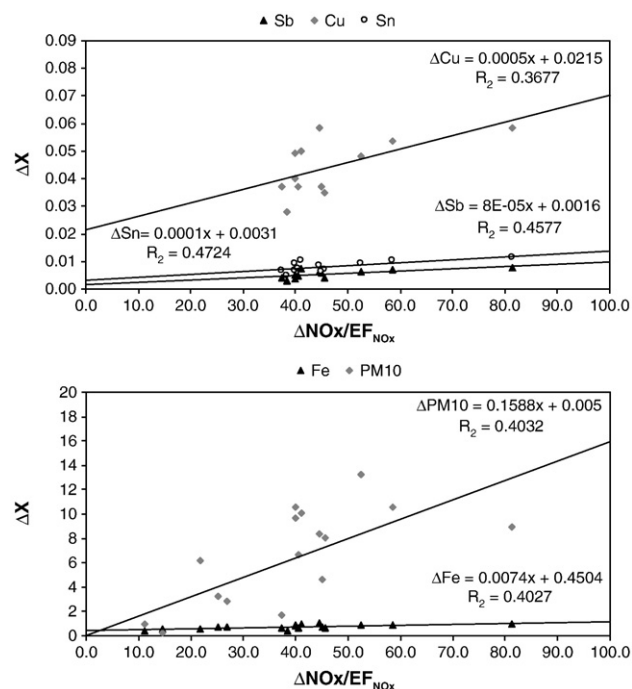 Sb Cu Sn
0.09
0.08
0.07
0.06
0.05
0.04
0.03
0.02
0.01
0.00
ΔX
ΔCu = 0.0005x + 0.0215
R2 = 0.3677
ΔSb = 8E-05x + 0.0016
R2 = 0.4577
ΔSn= 0.0001x + 0.0031
R2 = 0.4724
0.0 10.0 20.0 30.0 40.0 50.0 60.0 70.0 80.0 90.0 100.0
ΔNOx/EFNOx
Fe PM10
20
18
16
14
12
10
8
6
4
2
0
ΔX
ΔPM10 = 0.1588x + 0.005
R2 = 0.4032
ΔFe = 0.0074x + 0.4504
R2 = 0.4027
0.0 10.0 20.0 30.0 40.0 50.0 60.0 70.0 80.0 90.0 100.0
ΔNOx/EFNOx